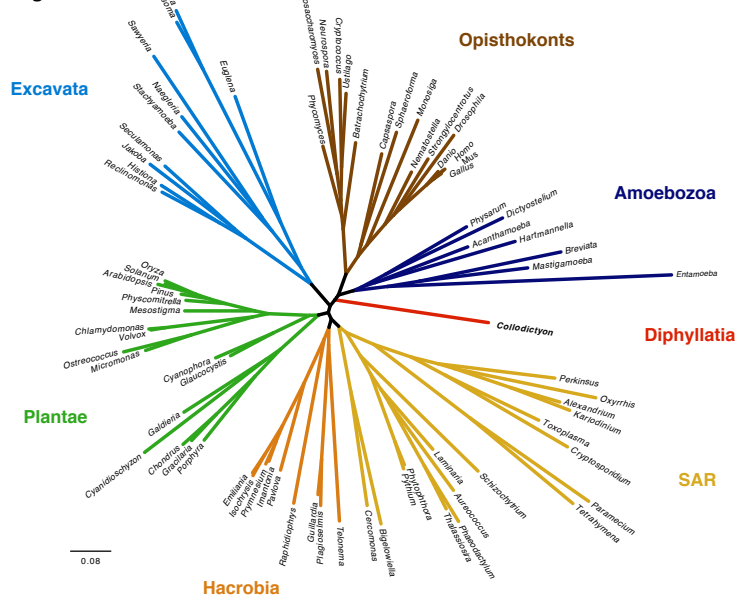 Opisthokonts
Excavata
Amoebozoa
Diphyllatia
Plantae
SAR
Hacrobia
0.08
Sawyeria
Euglena
Naegleria
Stachyamoeba
Seculamonas
Jakoba
Histiona
Reclinomonas
Neurospora
Cryptococcus
Ustilago
Phycomyces
Batrachochytrium
Capsaspora
Sphaeroforma
Monosiga
Nematostella
Strongylocentrotus
Drosophila
Danio
Homo
Mus
Gallus
Physarum
Dictyostelium
Acanthamoeba
Hartmannella
Breviata
Mastigamoeba
Entamoeba
Collodictyon
Perkinsus
Oxyrrhis
Alexandrium
Karlodinium
Toxoplasma
Cryptosporidium
Paramecium
Tetrahymena
Schizochytrium
Laminaria
Aureococcus
Phaeodactylum
Thalassiosira
Phytophthora
Pythium
Bigelowiella
Cercomonas
Telonema
Plagioselmis
Guillardia
Raphidiophrys
Pavlova
Imantonia
Prymnesium
Isochrysis
Emiliania
Porphyra
Gracilaria
Chondrus
Cyanidioschyzon
Galdieria
Glaucocystis
Cyanophora
Micromonas
Ostreococcus
Volvox
Chlamydomonas
Mesostigma
Physcomitrella
Pinus
Arabidopsis
Solanum
Oryza